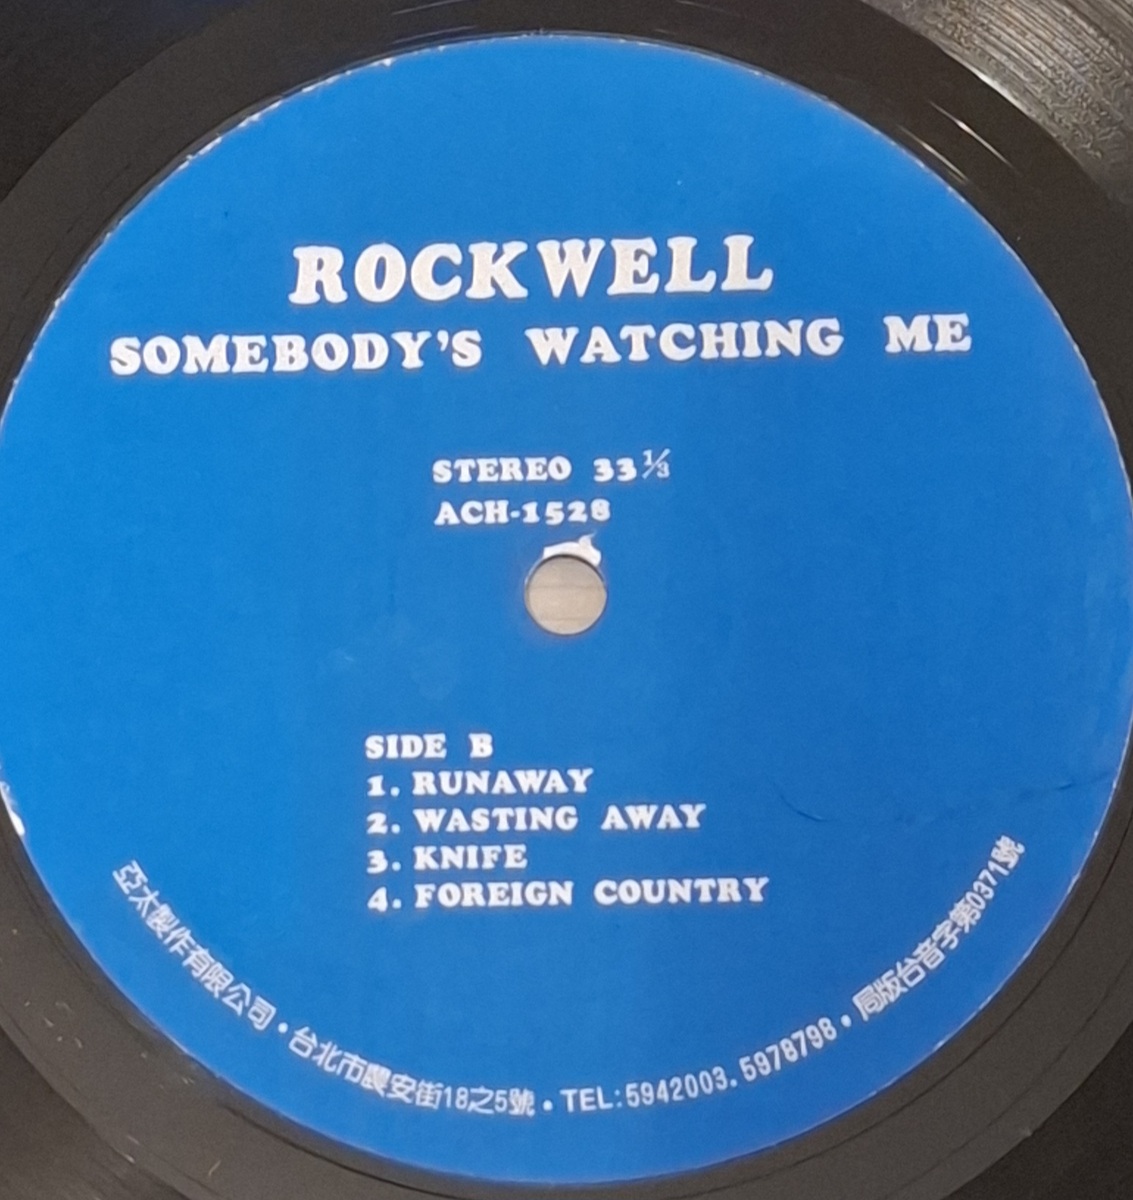 ROCKWELL
SOMEBODY'S WATCHING ME
STEREO 33⅓
ACH-1528
SIDE B
1. RUNAWAY
2. WASTING AWAY
3. KNIFE
4. FOREIGN COUNTRY
亞太製作有限公司・台北市農安街18之5號・TEL:5942003.5978798・局版台音字第0371號